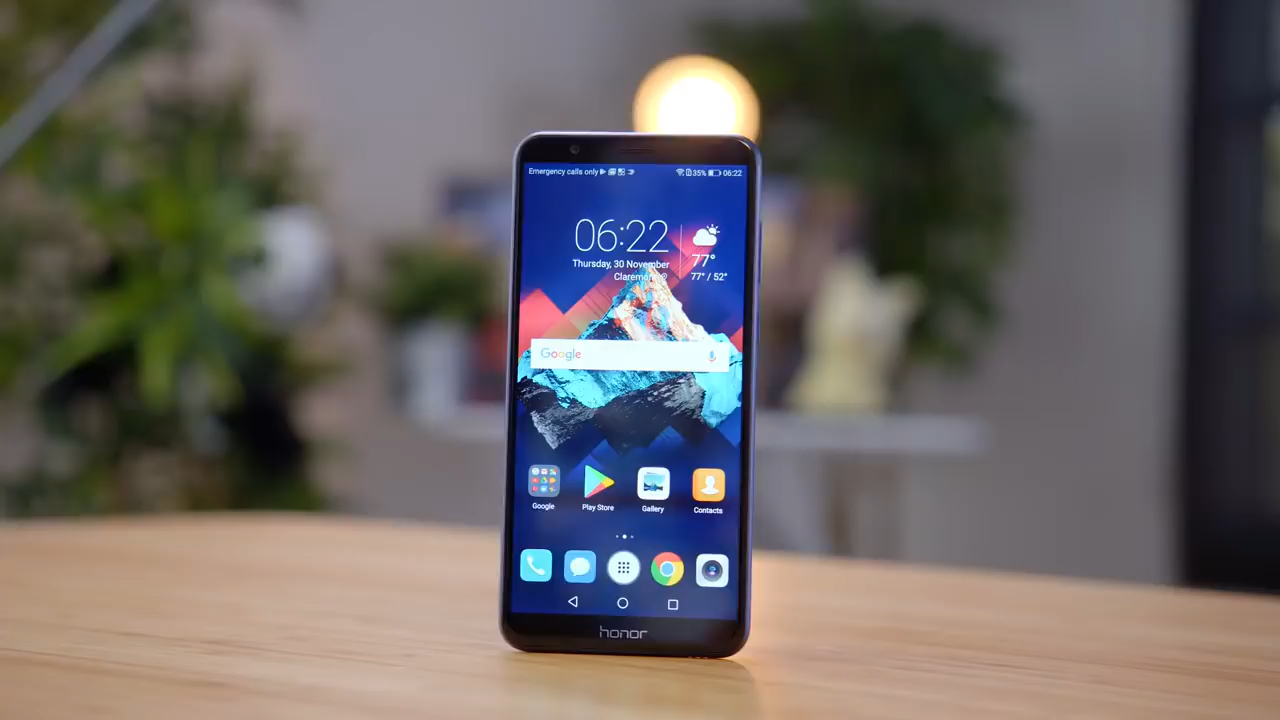 Emergency calls only
35% 06:22
06:22
Thursday, 30 November
Claremont
77°
77° / 52°
Google
Google
Play Store
Gallery
Contacts
honor